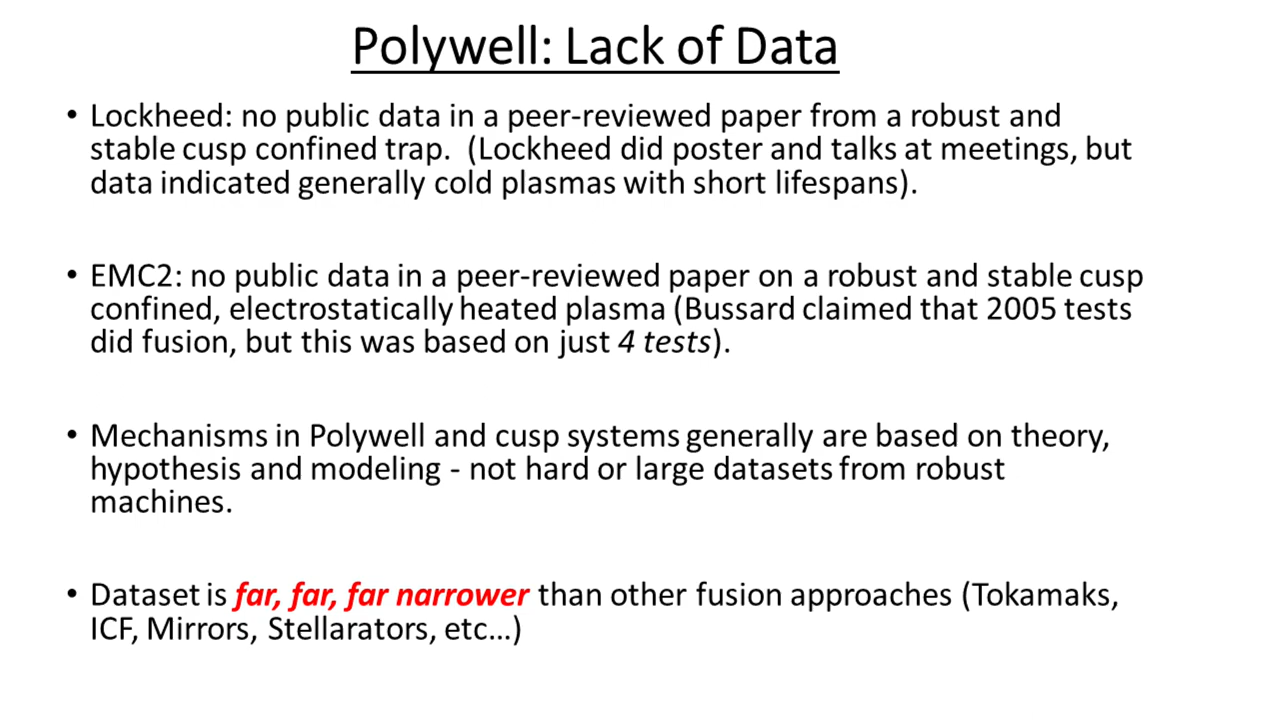 Polywell: Lack of Data
• Lockheed: no public data in a peer-reviewed paper from a robust and
stable cusp confined trap. (Lockheed did poster and talks at meetings, but
data indicated generally cold plasmas with short lifespans).
• EMC2: no public data in a peer-reviewed paper on a robust and stable cusp
confined, electrostatically heated plasma (Bussard claimed that 2005 tests
did fusion, but this was based on just 4 tests).
• Mechanisms in Polywell and cusp systems generally are based on theory,
hypothesis and modeling - not hard or large datasets from robust
machines.
• Dataset is far, far, far narrower than other fusion approaches (Tokamaks,
ICF, Mirrors, Stellarators, etc...)